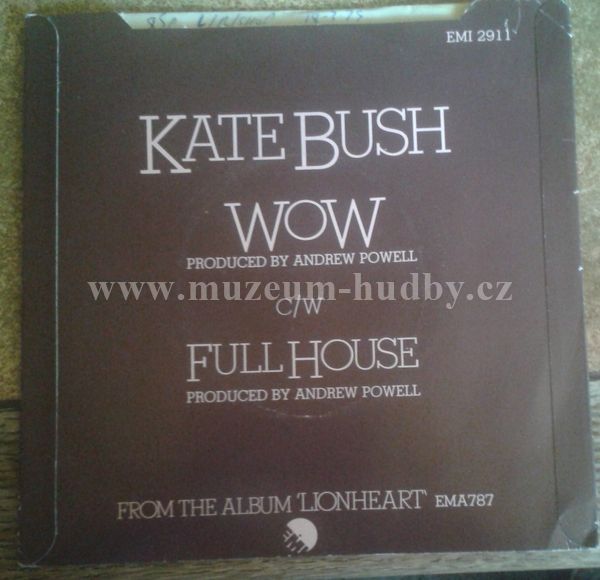 EMI 2911
KATE BUSH
WOW
PRODUCED BY ANDREW POWELL
www.muzeum-hudby.cz
C/W
FULL HOUSE
PRODUCED BY ANDREW POWELL
FROM THE ALBUM 'LIONHEART' EMA787
EMI